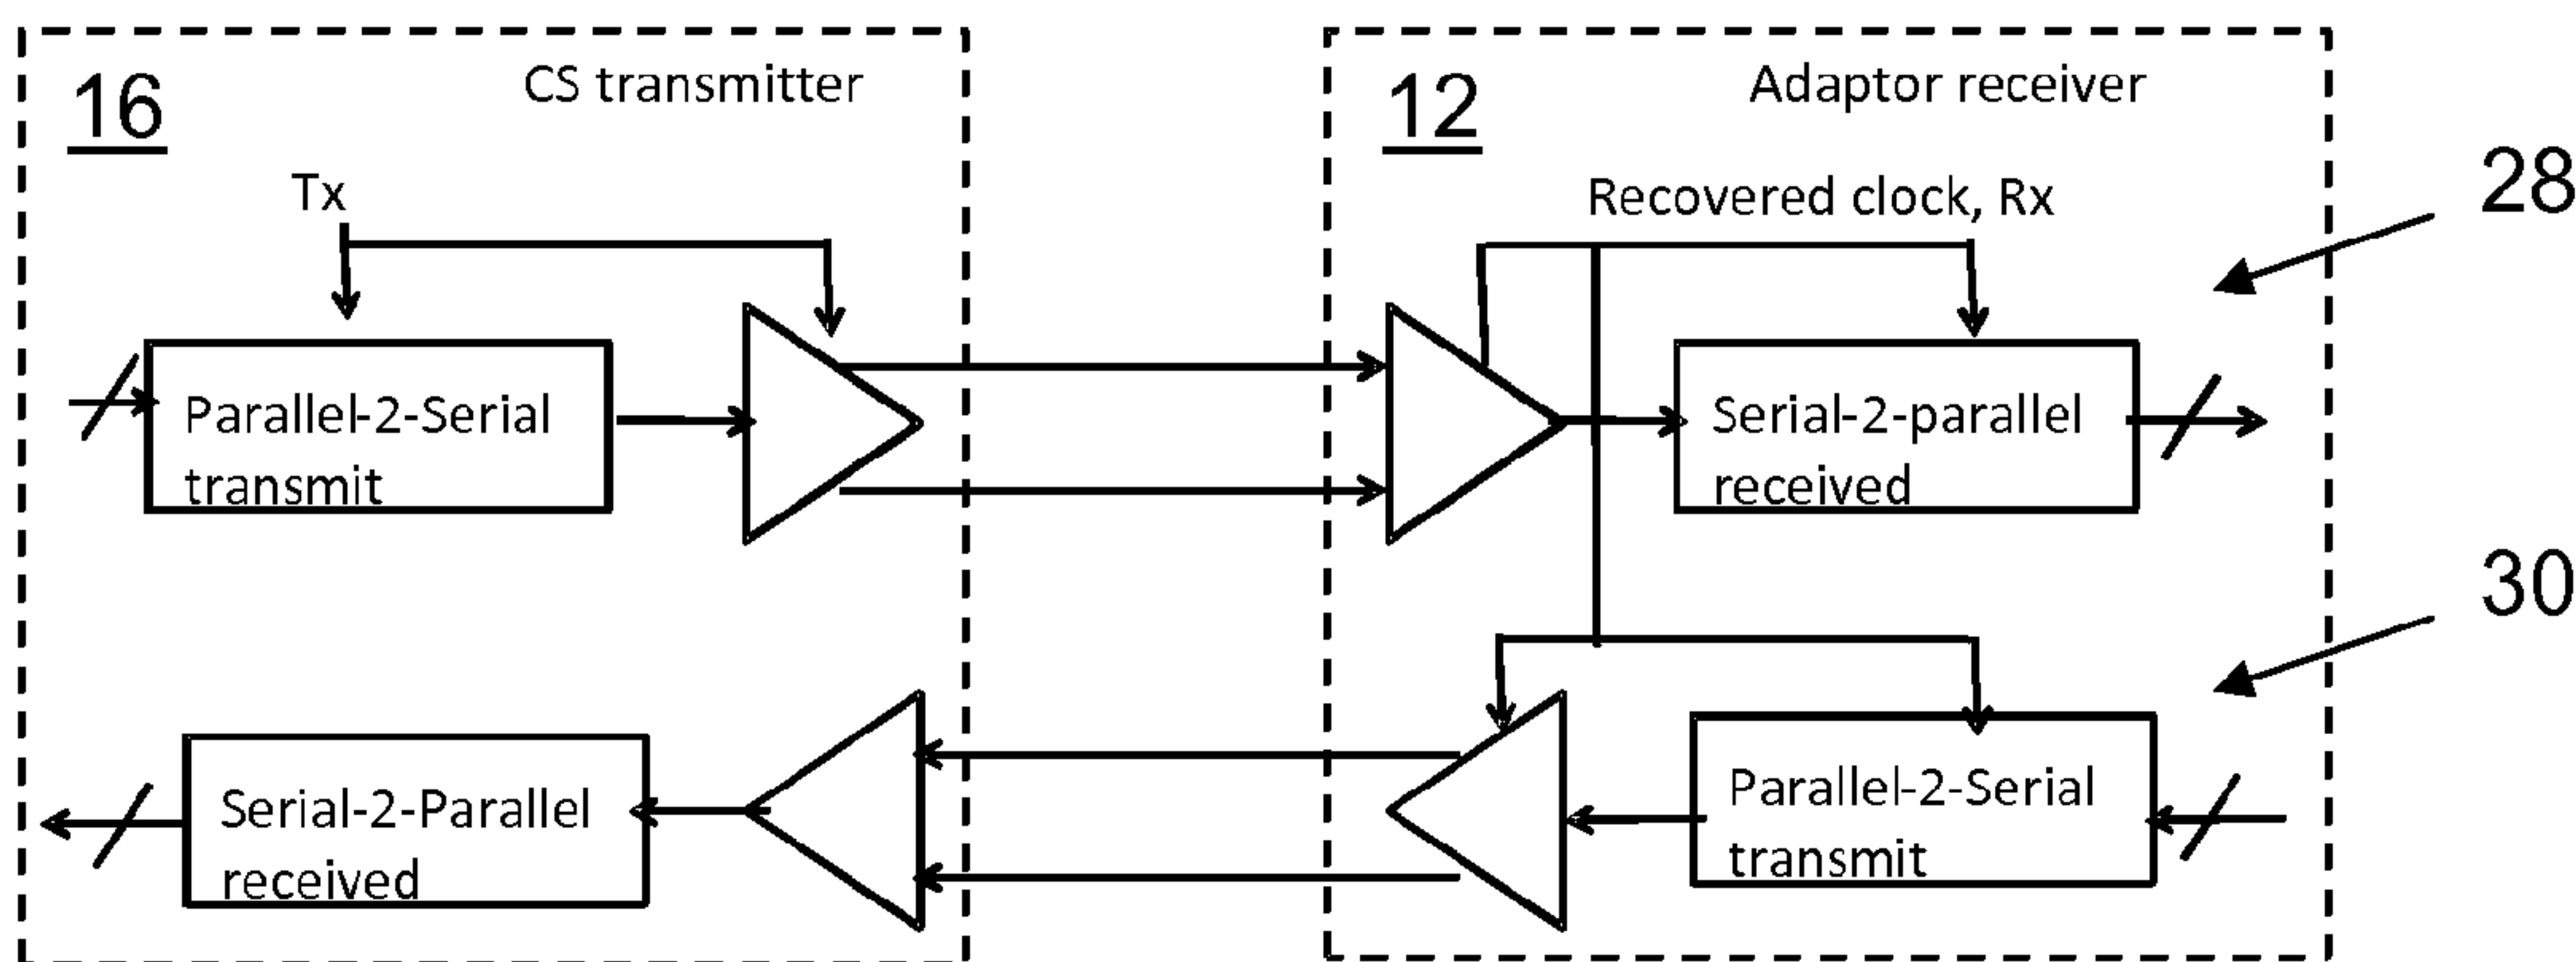 16
CS transmitter
12
Adaptor receiver
Tx
Recovered clock, Rx
28
Parallel-2-Serial
transmit
Serial-2-parallel
received
30
Serial-2-Parallel
received
Parallel-2-Serial
transmit